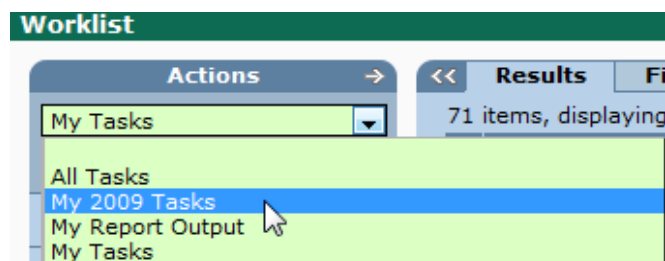 Worklist
Actions
<< Results Fi
My Tasks
71 items, displaying
All Tasks
My 2009 Tasks
My Report Output
My Tasks